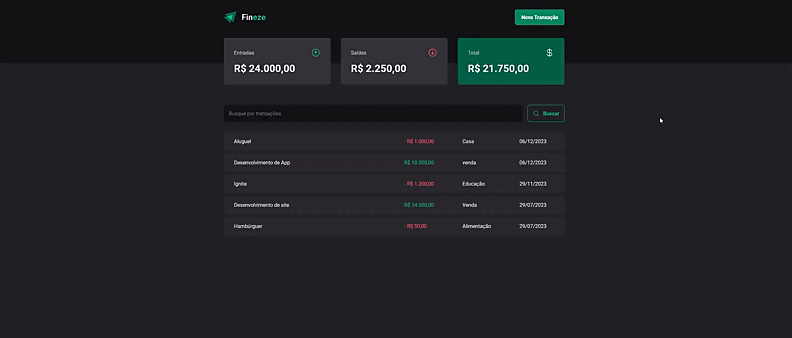 Fineze
Nova Transação
Entradas
R$ 24.000,00
Saídas
R$ 2.250,00
Total
R$ 21.750,00
Busque por transações
Buscar
Aluguel - R$ 1.000,00 Casa 06/12/2023
Desenvolvimento de App R$ 10.000,00 venda 06/12/2023
Ignite - R$ 1.200,00 Educação 29/11/2023
Desenvolvimento de site R$ 14.000,00 Venda 29/07/2023
Hambúrguer - R$ 50,00 Alimentação 29/07/2023